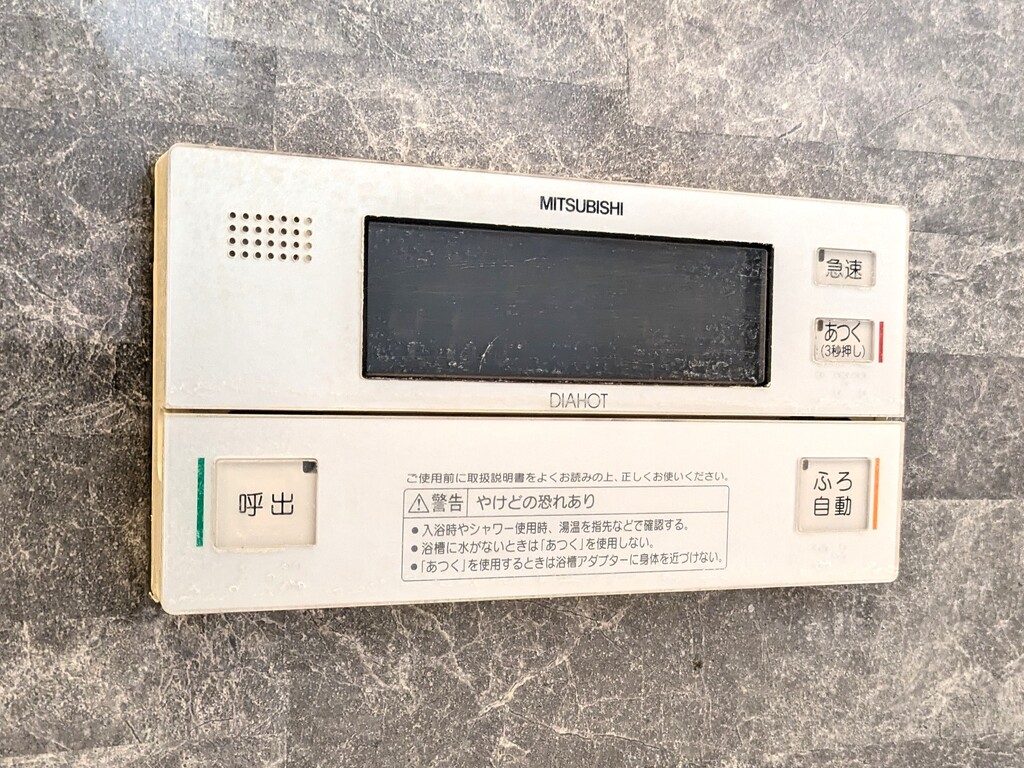 MITSUBISHI
急速
あつく
(3秒押し)
DIAHOT
呼出
ご使用前に取扱説明書をよくお読みの上、正しくお使いください。
警告 やけどの恐れあり
● 入浴時やシャワー使用時、湯温を指先などで確認する。
● 浴槽に水がないときは「あつく」を使用しない。
● 「あつく」を使用するときは浴槽アダプターに身体を近づけない。
ふろ
自動